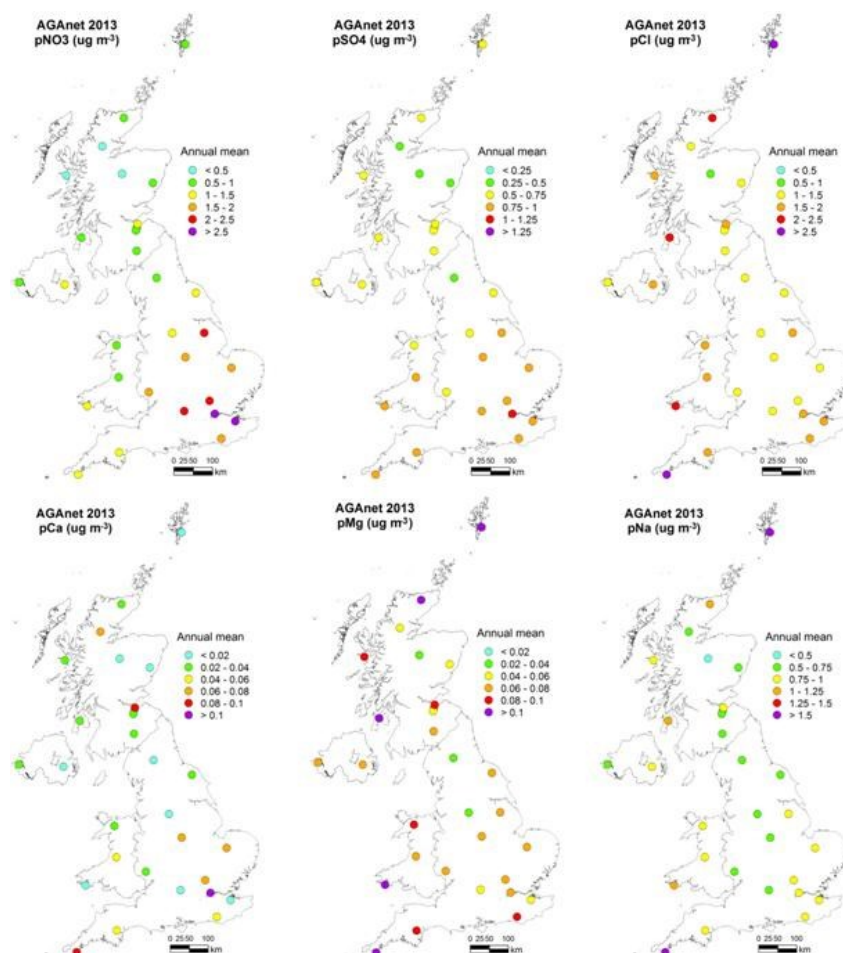 AGAnet 2013
pNO3 (ug m-3)
Annual mean
< 0.5
0.5 - 1
1 - 1.5
1.5 - 2
2 - 2.5
> 2.5
0 25 50 100
km
AGAnet 2013
pSO4 (ug m-3)
Annual mean
< 0.25
0.25 - 0.5
0.5 - 0.75
0.75 - 1
1 - 1.25
> 1.25
0 25 50 100
km
AGAnet 2013
pCl (ug m-3)
Annual mean
< 0.5
0.5 - 1
1 - 1.5
1.5 - 2
2 - 2.5
> 2.5
0 25 50 100
km
AGAnet 2013
pCa (ug m-3)
Annual mean
< 0.02
0.02 - 0.04
0.04 - 0.06
0.06 - 0.08
0.08 - 0.1
> 0.1
0 25 50 100
km
AGAnet 2013
pMg (ug m-3)
Annual mean
< 0.02
0.02 - 0.04
0.04 - 0.06
0.06 - 0.08
0.08 - 0.1
> 0.1
0 25 50 100
km
AGAnet 2013
pNa (ug m-3)
Annual mean
< 0.5
0.5 - 0.75
0.75 - 1
1 - 1.25
1.25 - 1.5
> 1.5
0 25 50 100
km